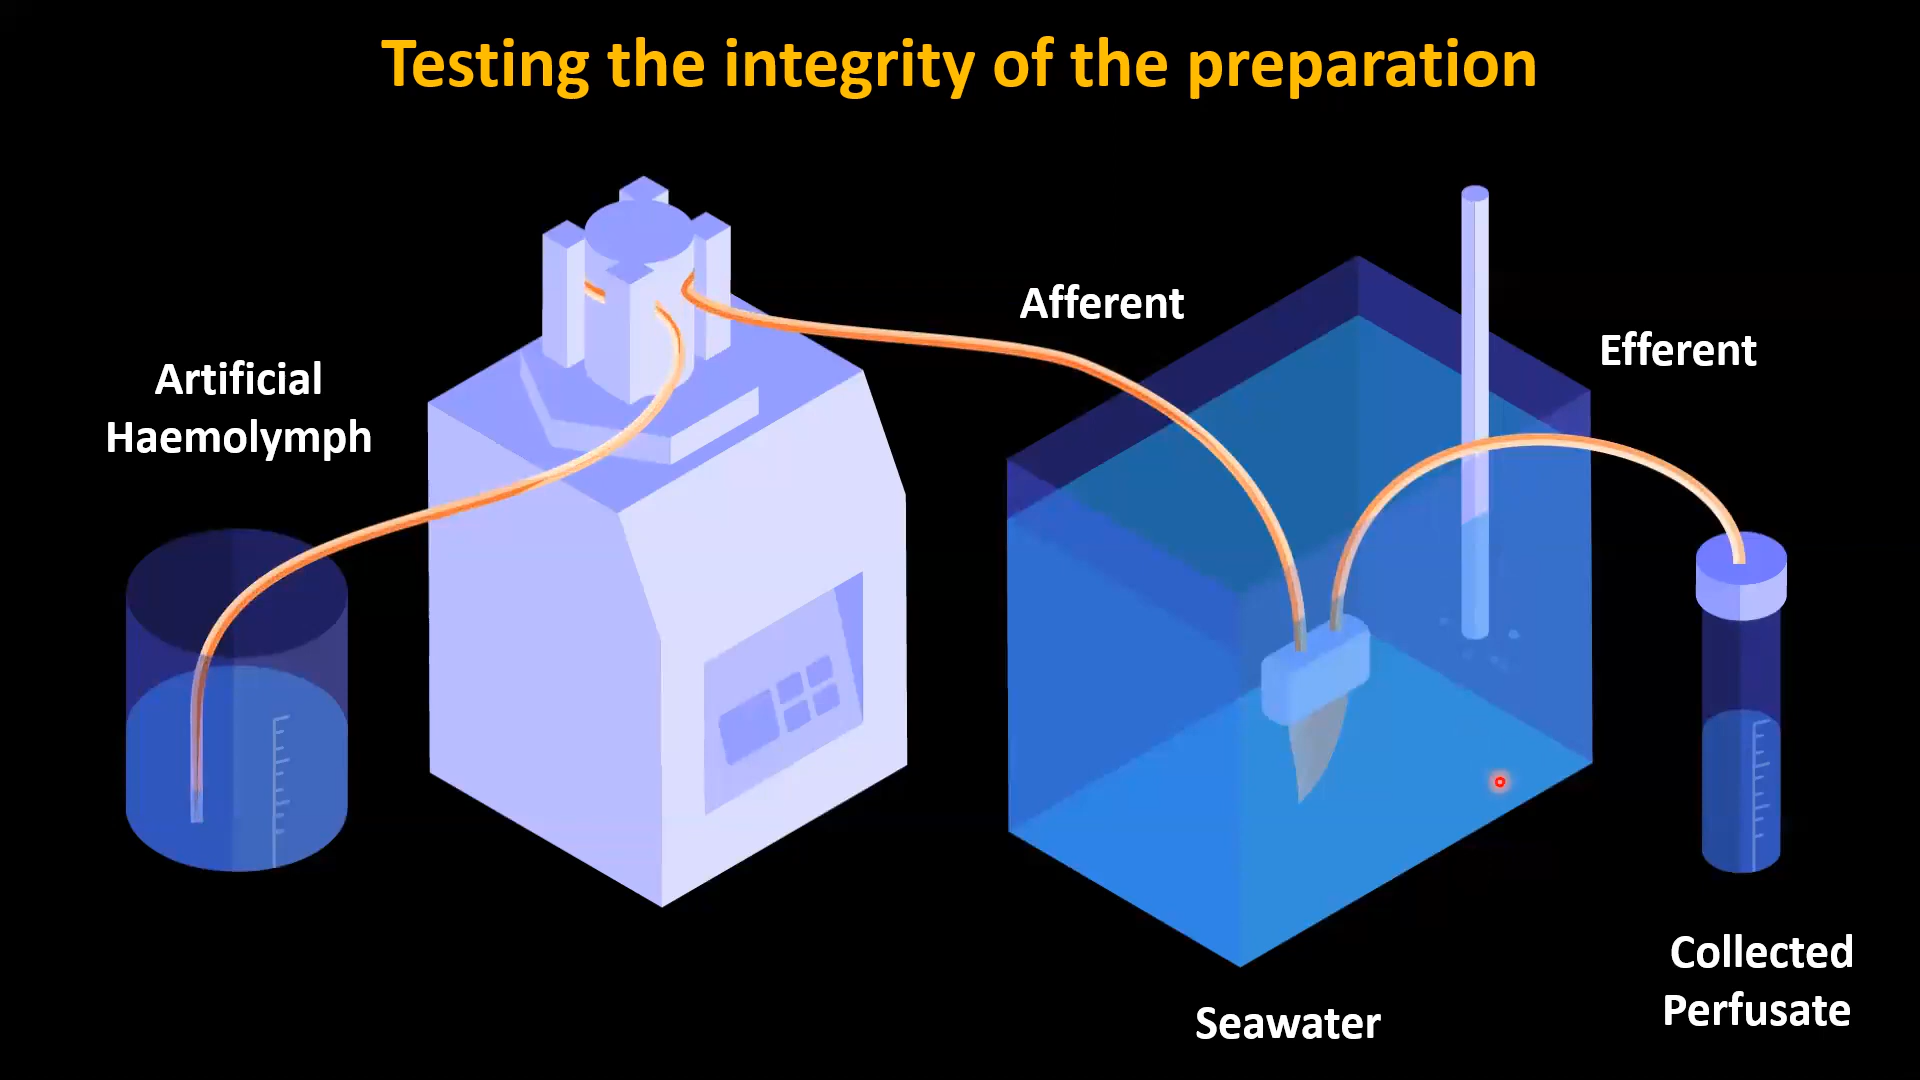 Testing the integrity of the preparation
Afferent
Efferent
Artificial
Haemolymph
Collected
Perfusate
Seawater